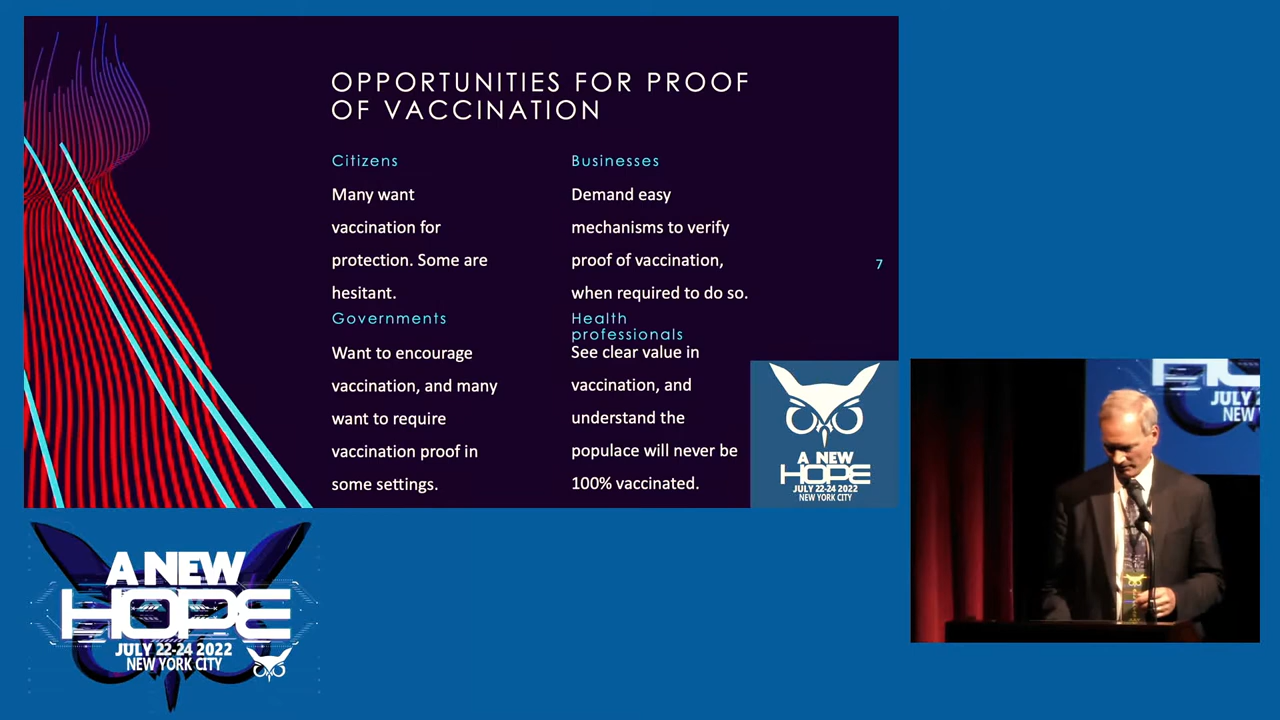 OPPORTUNITIES FOR PROOF
OF VACCINATION
Citizens
Many want
vaccination for
protection. Some are
hesitant.
Businesses
Demand easy
mechanisms to verify
proof of vaccination,
when required to do so.
7
Governments
Want to encourage
vaccination, and many
want to require
vaccination proof in
some settings.
Health
professionals
See clear value in
vaccination, and
understand the
populace will never be
100% vaccinated.
A NEW
HOPE
JULY 22-24 2022
NEW YORK CITY
A NEW
HOPE
JULY 22-24 2022
NEW YORK CITY
JULY
NEW Y